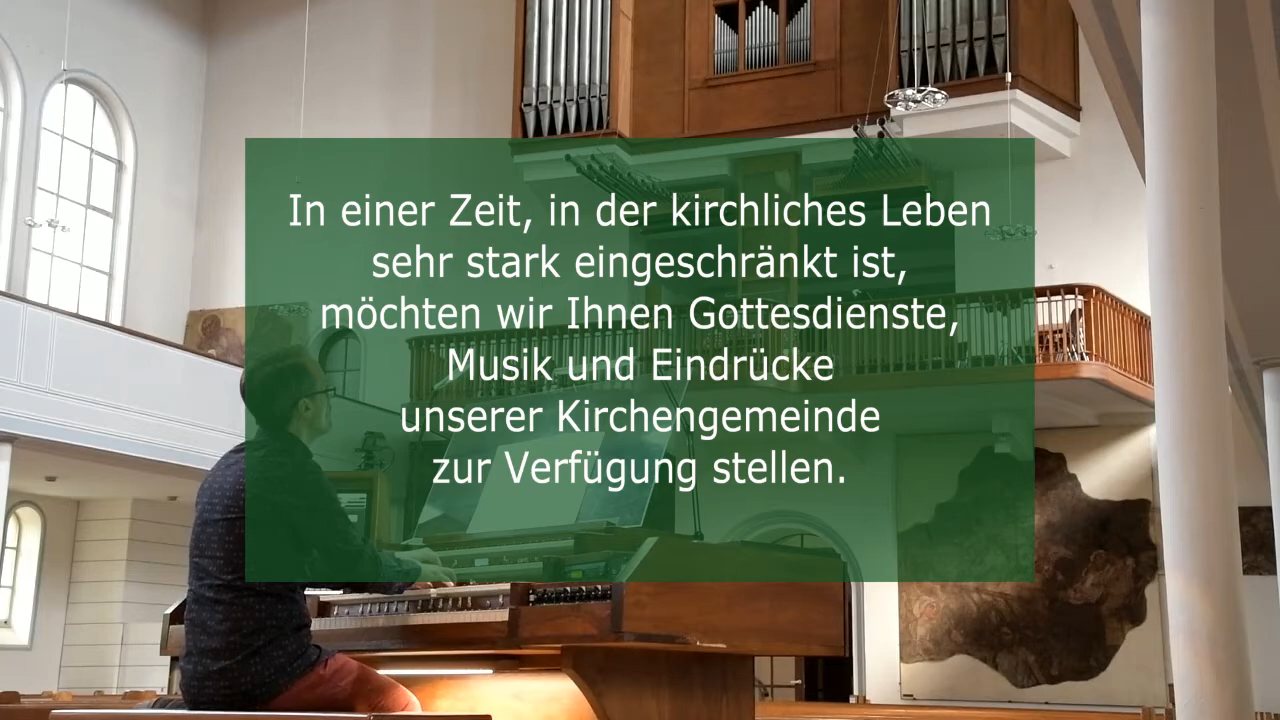 In einer Zeit, in der kirchliches Leben
sehr stark eingeschränkt ist,
möchten wir Ihnen Gottesdienste,
Musik und Eindrücke
unserer Kirchengemeinde
zur Verfügung stellen.